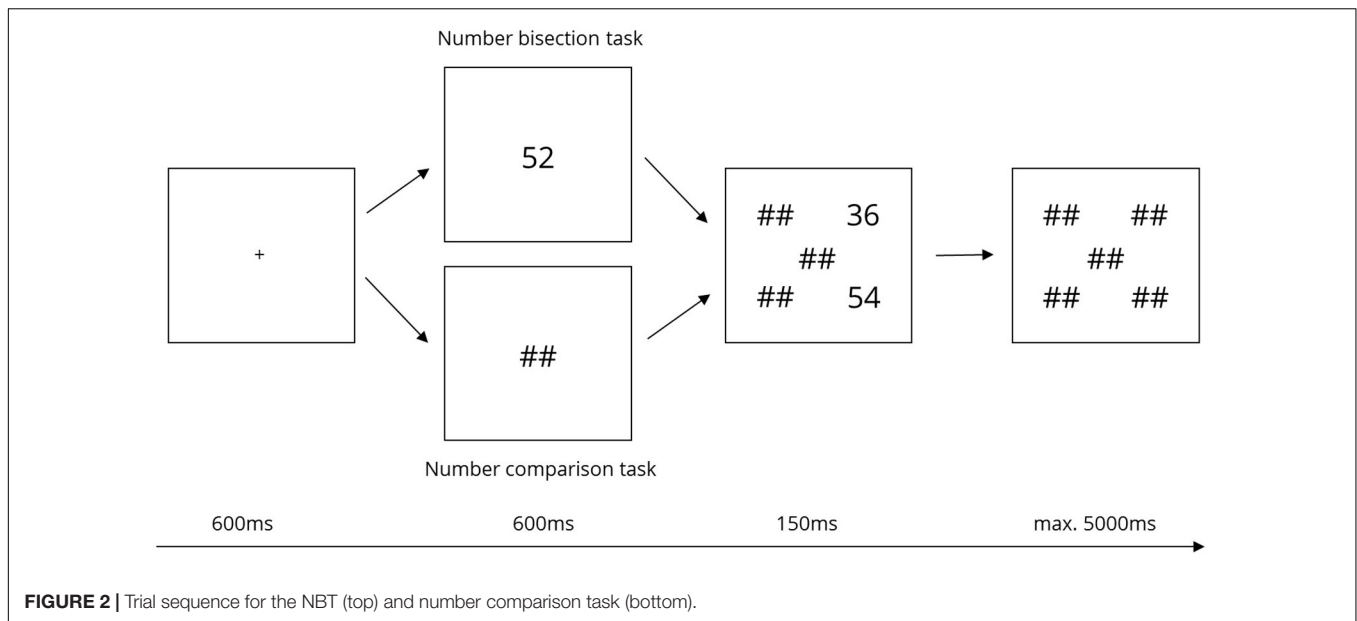 Number bisection task
52
+
##
Number comparison task
## 36
##
## 54
## ##
##
## ##
600ms 600ms 150ms max. 5000ms
FIGURE 2 | Trial sequence for the NBT (top) and number comparison task (bottom).